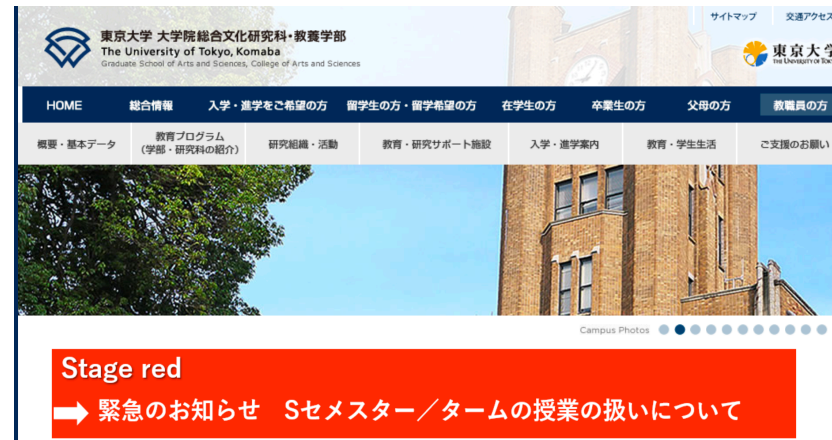 サイトマップ 交通アクセス
東京大学 大学院総合文化研究科・教養学部
The University of Tokyo, Komaba
Graduate School of Arts and Sciences, College of Arts and Sciences
東京大学
THE UNIVERSITY OF TOK
HOME 総合情報 入学・進学をご希望の方 留学生の方・留学希望の方 在学生の方 卒業生の方 父母の方 教職員の方
概要・基本データ 教育プログラム 研究組織・活動 教育・研究サポート施設 入学・進学案内 教育・学生生活 ご支援のお願い
(学部・研究科の紹介)
Campus Photos
Stage red
緊急のお知らせ Sセメスター／タームの授業の扱いについて